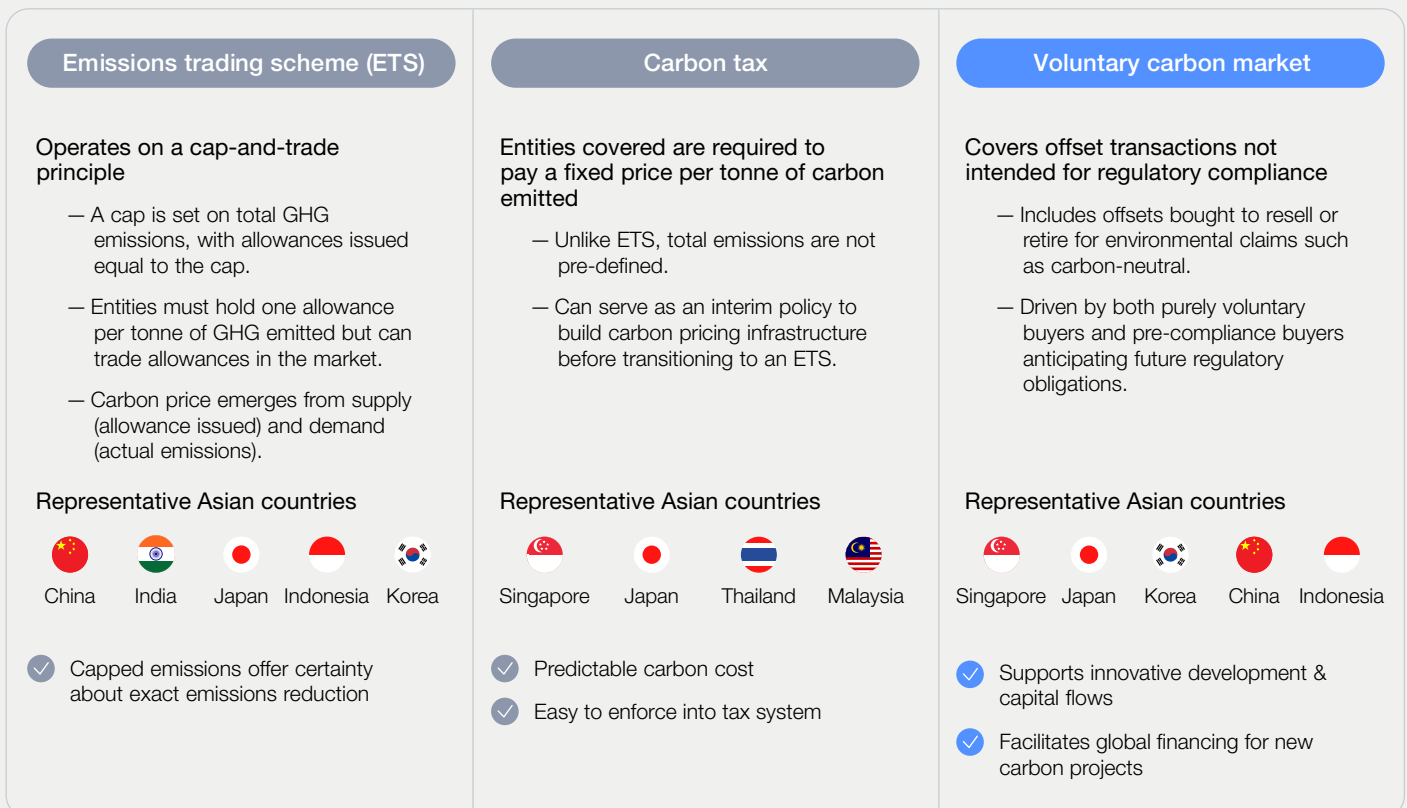 Emissions trading scheme (ETS)
Operates on a cap-and-trade
principle
— A cap is set on total GHG
emissions, with allowances issued
equal to the cap.
— Entities must hold one allowance
per tonne of GHG emitted but can
trade allowances in the market.
— Carbon price emerges from supply
(allowance issued) and demand
(actual emissions).
Representative Asian countries
China India Japan Indonesia Korea
Capped emissions offer certainty
about exact emissions reduction
Carbon tax
Entities covered are required to
pay a fixed price per tonne of carbon
emitted
— Unlike ETS, total emissions are not
pre-defined.
— Can serve as an interim policy to
build carbon pricing infrastructure
before transitioning to an ETS.
Representative Asian countries
Singapore Japan Thailand Malaysia
Predictable carbon cost
Easy to enforce into tax system
Voluntary carbon market
Covers offset transactions not
intended for regulatory compliance
— Includes offsets bought to resell or
retire for environmental claims such
as carbon-neutral.
— Driven by both purely voluntary
buyers and pre-compliance buyers
anticipating future regulatory
obligations.
Representative Asian countries
Singapore Japan Korea China Indonesia
Supports innovative development &
capital flows
Facilitates global financing for new
carbon projects